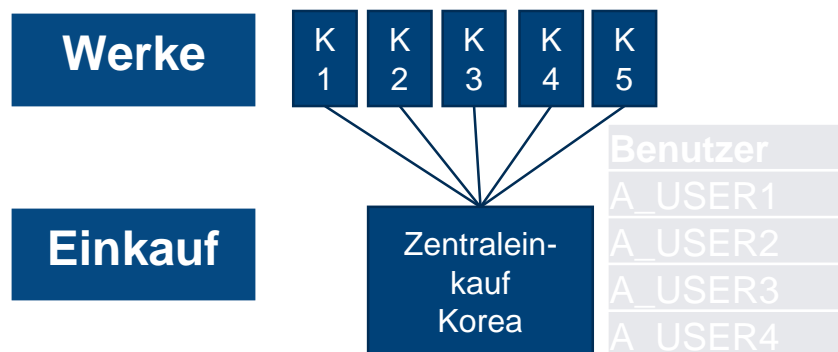 Werke
K
1
K
2
K
3
K
4
K
5
Benutzer
A_USER1
Einkauf
Zentralein-
kauf
Korea
A_USER2
A_USER3
A_USER4